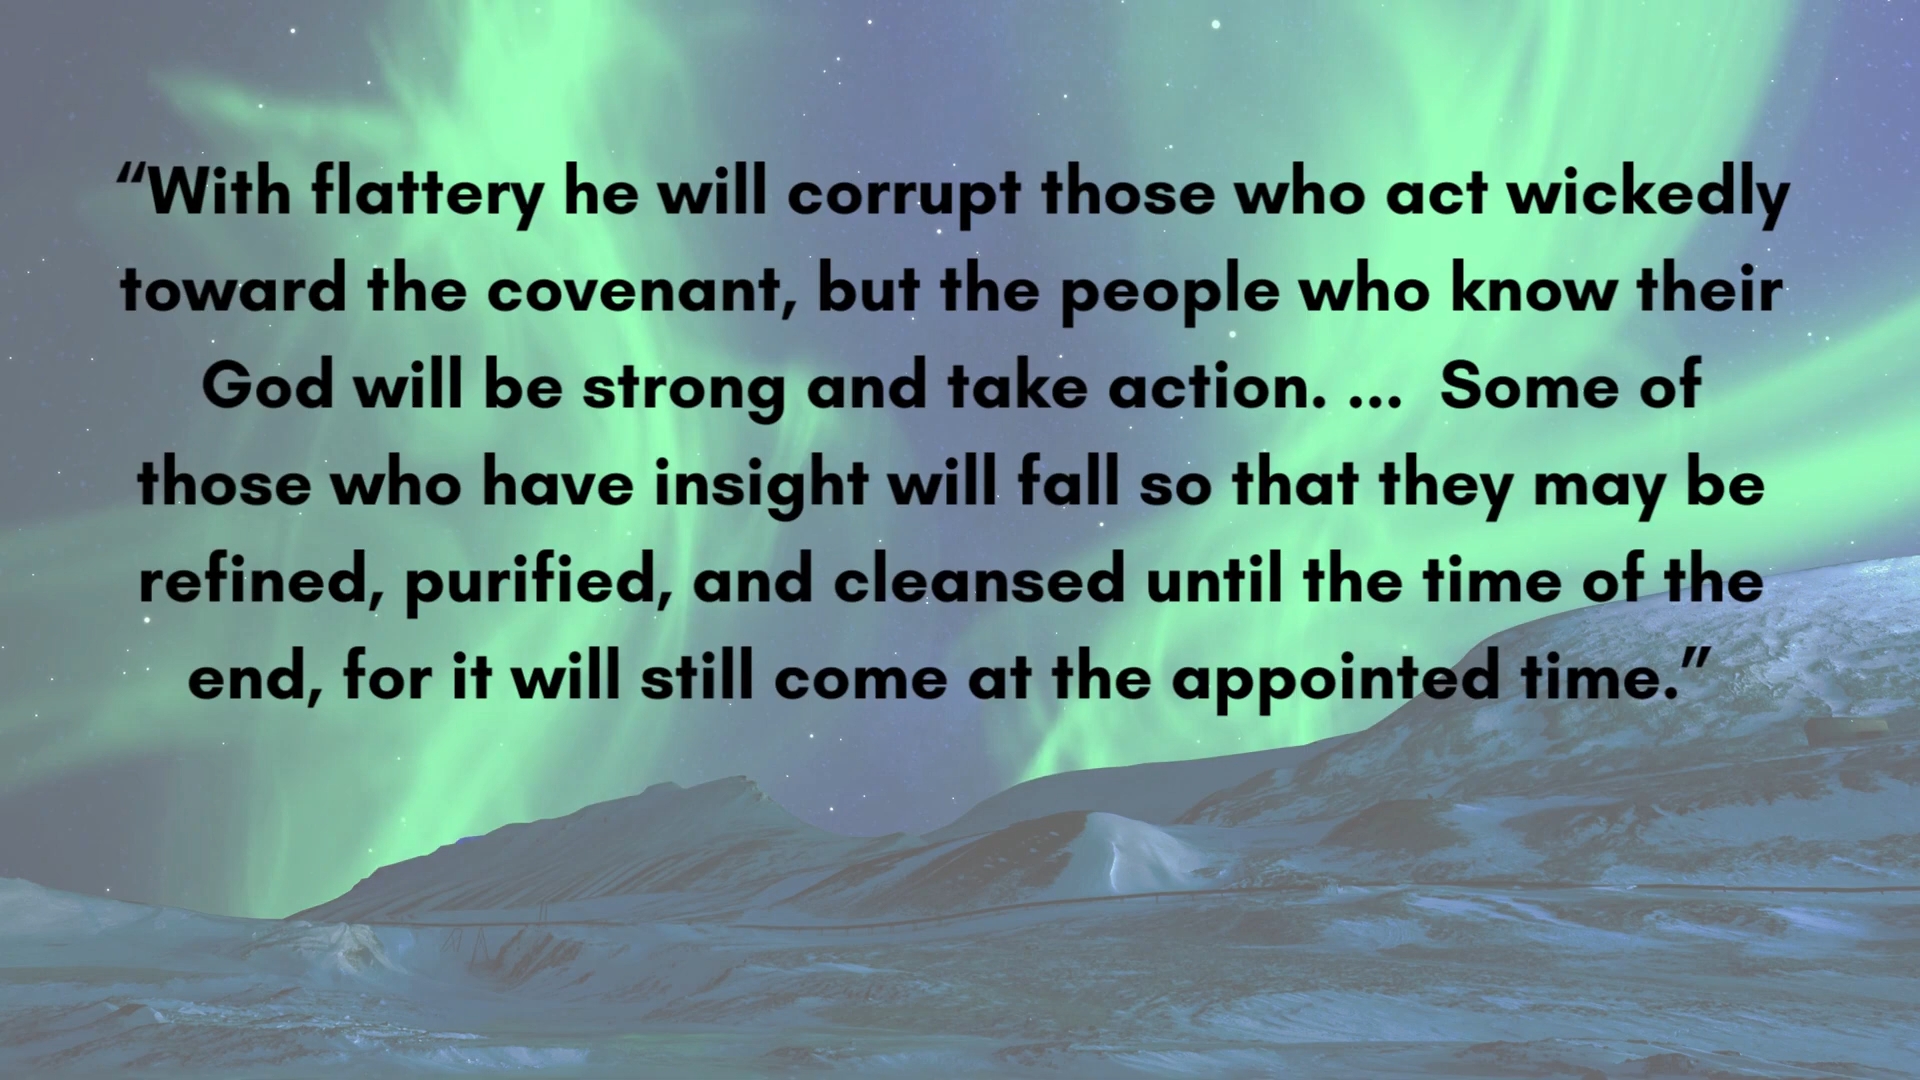 “With flattery he will corrupt those who act wickedly
toward the covenant, but the people who know their
God will be strong and take action. ...  Some of
those who have insight will fall so that they may be
refined, purified, and cleansed until the time of the
end, for it will still come at the appointed time.”